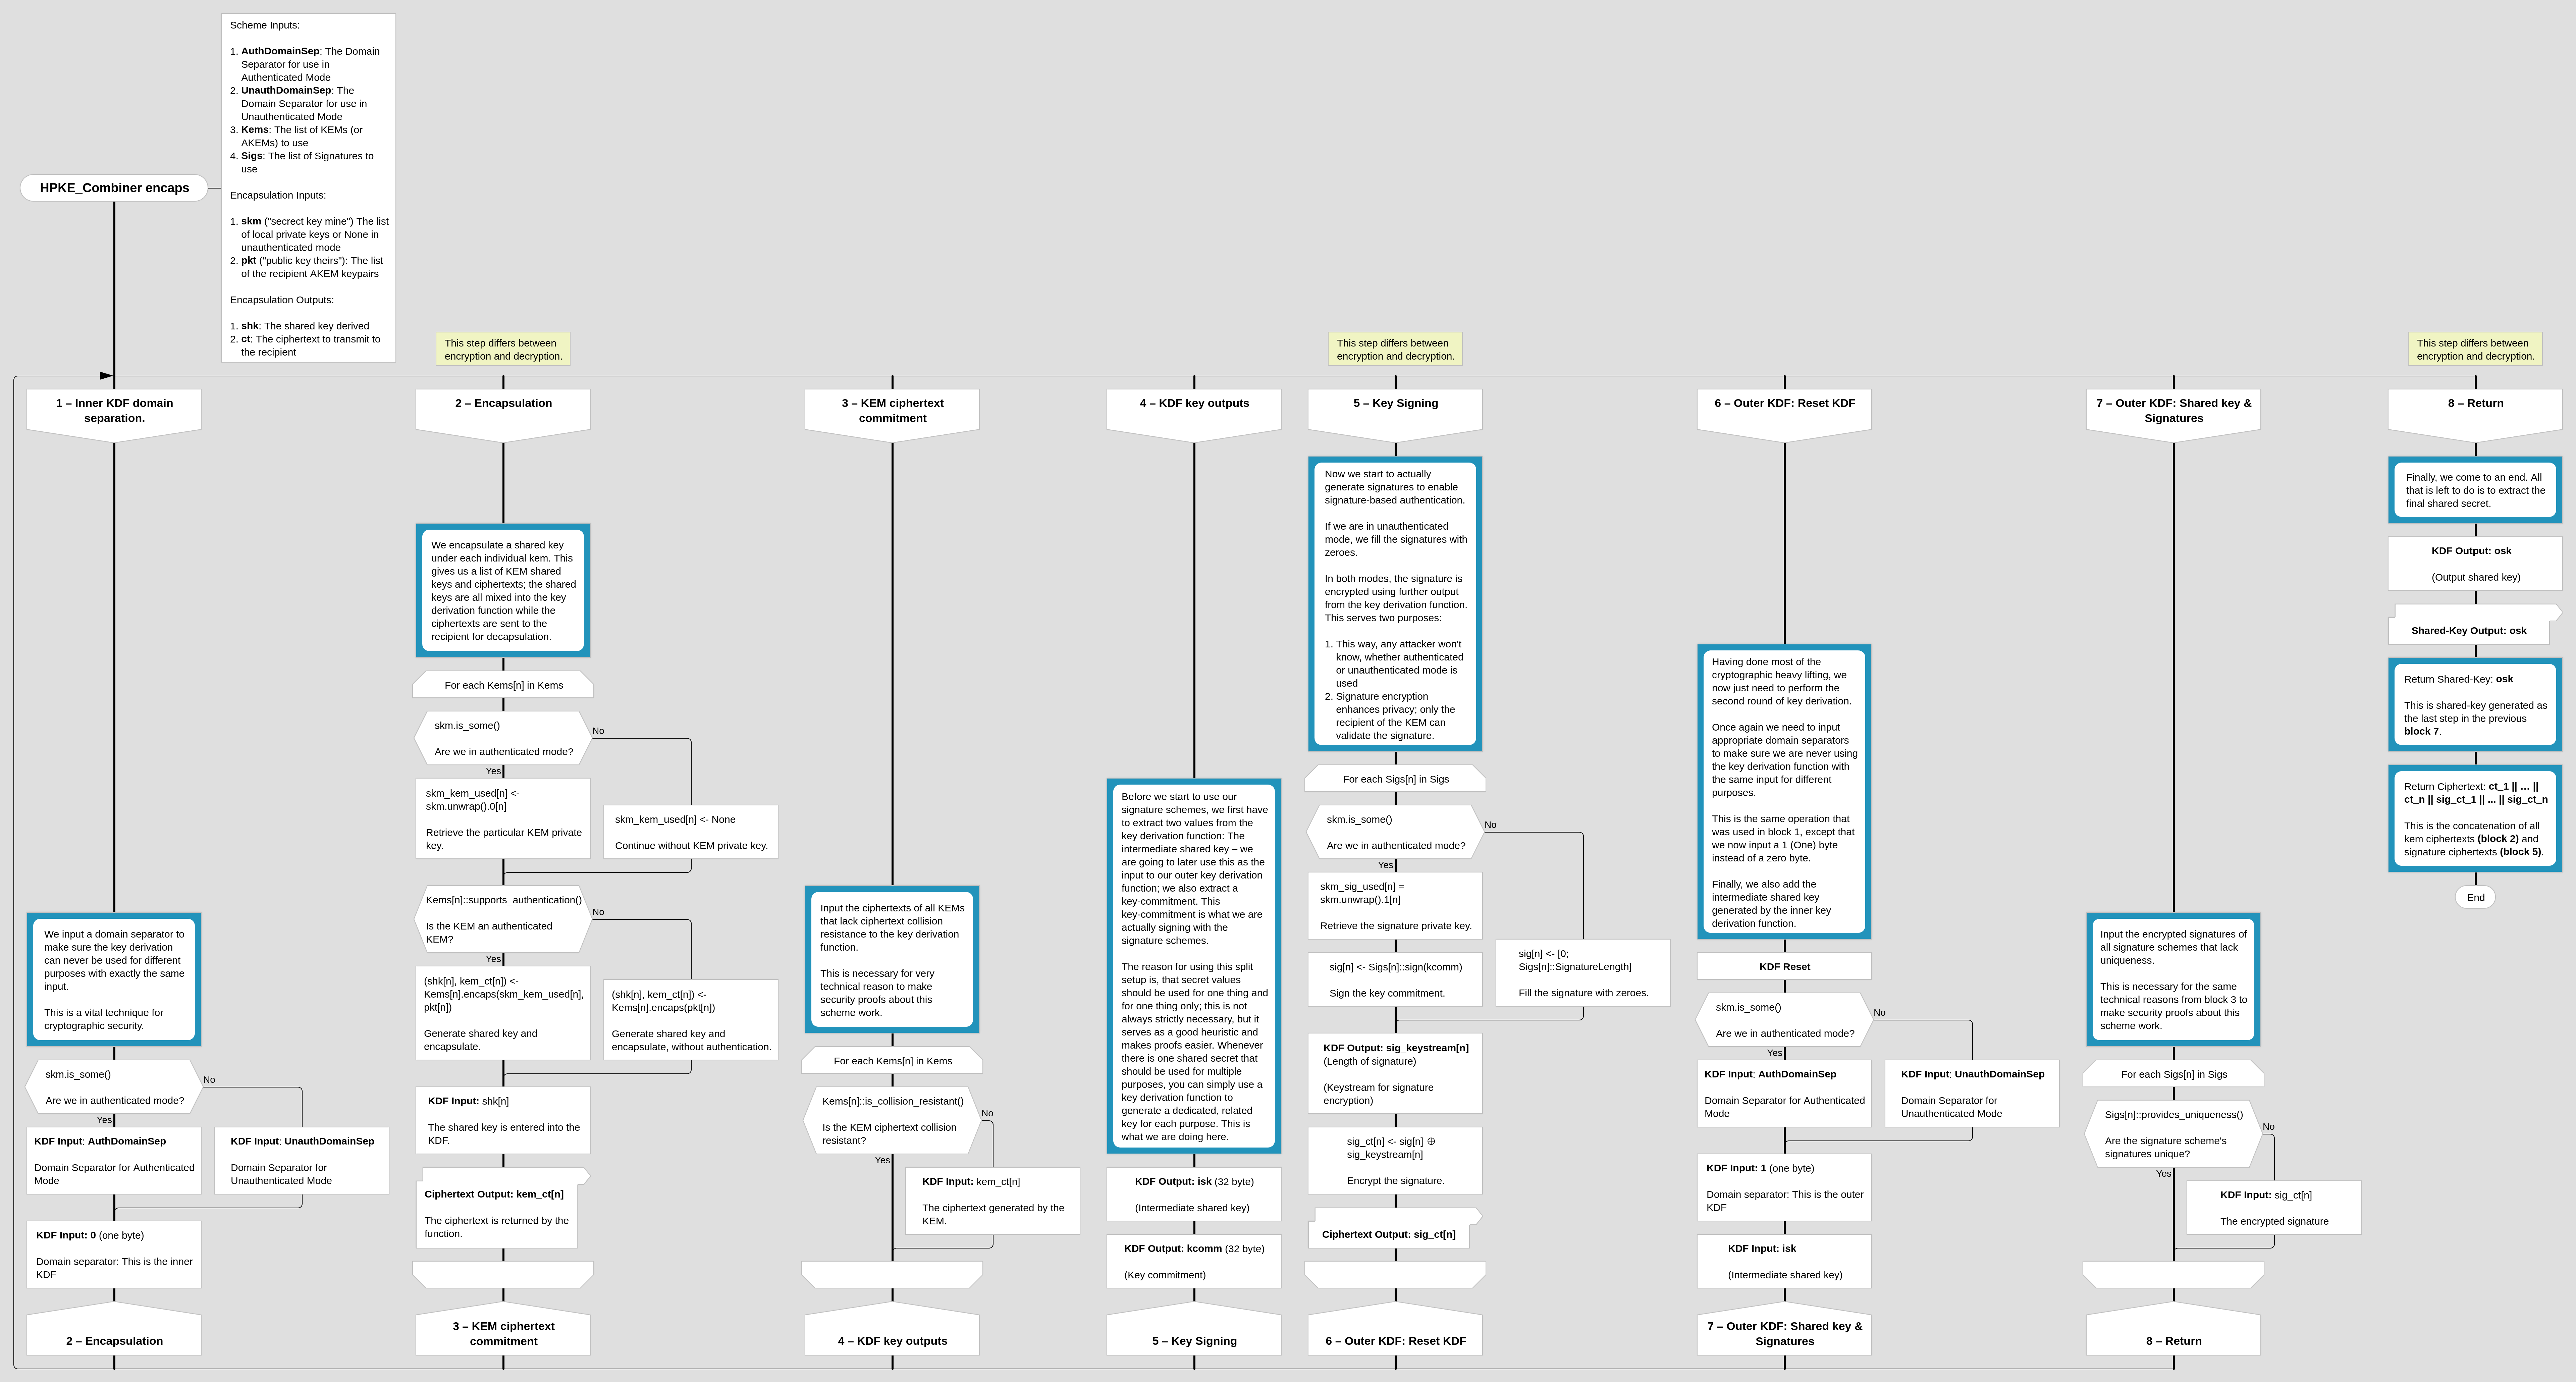 HPKE_Combiner encaps
Scheme Inputs:
1. AuthDomainSep: The Domain
Separator for use in
Authenticated Mode
2. UnauthDomainSep: The
Domain Separator for use in
Unauthenticated Mode
3. Kems: The list of KEMs (or
AKEMs) to use
4. Sigs: The list of Signatures to
use
Encapsulation Inputs:
1. skm ("secrect key mine") The list
of local private keys or None in
unauthenticated mode
2. pkt ("public key theirs"): The list
of the recipient AKEM keypairs
Encapsulation Outputs:
1. shk: The shared key derived
2. ct: The ciphertext to transmit to
the recipient
1 – Inner KDF domain
separation.
We input a domain separator to
make sure the key derivation
can never be used for different
purposes with exactly the same
input.
This is a vital technique for
cryptographic security.
skm.is_some()
Are we in authenticated mode?
No
Yes
KDF Input: AuthDomainSep
Domain Separator for Authenticated
Mode
KDF Input: UnauthDomainSep
Domain Separator for
Unauthenticated Mode
KDF Input: 0 (one byte)
Domain separator: This is the inner
KDF
2 – Encapsulation
This step differs between
encryption and decryption.
2 – Encapsulation
We encapsulate a shared key
under each individual kem. This
gives us a list of KEM shared
keys and ciphertexts; the shared
keys are all mixed into the key
derivation function while the
ciphertexts are sent to the
recipient for decapsulation.
For each Kems[n] in Kems
skm.is_some()
Are we in authenticated mode?
No
Yes
skm_kem_used[n] <-
skm.unwrap().0[n]
Retrieve the particular KEM private
key.
skm_kem_used[n] <- None
Continue without KEM private key.
Kems[n]::supports_authentication()
Is the KEM an authenticated
KEM?
No
Yes
(shk[n], kem_ct[n]) <-
Kems[n].encaps(skm_kem_used[n],
pkt[n])
Generate shared key and
encapsulate.
(shk[n], kem_ct[n]) <-
Kems[n].encaps(pkt[n])
Generate shared key and
encapsulate, without authentication.
KDF Input: shk[n]
The shared key is entered into the
KDF.
Ciphertext Output: kem_ct[n]
The ciphertext is returned by the
function.
3 – KEM ciphertext
commitment
3 – KEM ciphertext
commitment
Input the ciphertexts of all KEMs
that lack ciphertext collision
resistance to the key derivation
function.
This is necessary for very
technical reason to make
security proofs about this
scheme work.
For each Kems[n] in Kems
Kems[n]::is_collision_resistant()
Is the KEM ciphertext collision
resistant?
No
Yes
KDF Input: kem_ct[n]
The ciphertext generated by the
KEM.
4 – KDF key outputs
4 – KDF key outputs
Before we start to use our
signature schemes, we first have
to extract two values from the
key derivation function: The
intermediate shared key – we
are going to later use this as the
input to our outer key derivation
function; we also extract a
key-commitment. This
key-commitment is what we are
actually signing with the
signature schemes.
The reason for using this split
setup is, that secret values
should be used for one thing and
for one thing only; this is not
always strictly necessary, but it
serves as a good heuristic and
makes proofs easier. Whenever
there is one shared secret that
should be used for multiple
purposes, you can simply use a
key derivation function to
generate a dedicated, related
key for each purpose. This is
what we are doing here.
KDF Output: isk (32 byte)
(Intermediate shared key)
KDF Output: kcomm (32 byte)
(Key commitment)
5 – Key Signing
This step differs between
encryption and decryption.
5 – Key Signing
Now we start to actually
generate signatures to enable
signature-based authentication.
If we are in unauthenticated
mode, we fill the signatures with
zeroes.
In both modes, the signature is
encrypted using further output
from the key derivation function.
This serves two purposes:
1. This way, any attacker won't
know, whether authenticated
or unauthenticated mode is
used
2. Signature encryption
enhances privacy; only the
recipient of the KEM can
validate the signature.
For each Sigs[n] in Sigs
skm.is_some()
Are we in authenticated mode?
No
Yes
skm_sig_used[n] =
skm.unwrap().1[n]
Retrieve the signature private key.
sig[n] <- Sigs[n]::sign(kcomm)
Sign the key commitment.
sig[n] <- [0;
Sigs[n]::SignatureLength]
Fill the signature with zeroes.
KDF Output: sig_keystream[n]
(Length of signature)
(Keystream for signature
encryption)
sig_ct[n] <- sig[n] ⊕
sig_keystream[n]
Encrypt the signature.
Ciphertext Output: sig_ct[n]
6 – Outer KDF: Reset KDF
6 – Outer KDF: Reset KDF
Having done most of the
cryptographic heavy lifting, we
now just need to perform the
second round of key derivation.
Once again we need to input
appropriate domain separators
to make sure we are never using
the key derivation function with
the same input for different
purposes.
This is the same operation that
was used in block 1, except that
we now input a 1 (One) byte
instead of a zero byte.
Finally, we also add the
intermediate shared key
generated by the inner key
derivation function.
KDF Reset
skm.is_some()
Are we in authenticated mode?
No
Yes
KDF Input: AuthDomainSep
Domain Separator for Authenticated
Mode
KDF Input: UnauthDomainSep
Domain Separator for
Unauthenticated Mode
KDF Input: 1 (one byte)
Domain separator: This is the outer
KDF
KDF Input: isk
(Intermediate shared key)
7 – Outer KDF: Shared key &
Signatures
7 – Outer KDF: Shared key &
Signatures
Input the encrypted signatures of
all signature schemes that lack
uniqueness.
This is necessary for the same
technical reasons from block 3 to
make security proofs about this
scheme work.
For each Sigs[n] in Sigs
Sigs[n]::provides_uniqueness()
Are the signature scheme's
signatures unique?
No
Yes
KDF Input: sig_ct[n]
The encrypted signature
8 – Return
This step differs between
encryption and decryption.
8 – Return
Finally, we come to an end. All
that is left to do is to extract the
final shared secret.
KDF Output: osk
(Output shared key)
Shared-Key Output: osk
Return Shared-Key: osk
This is shared-key generated as
the last step in the previous
block 7.
Return Ciphertext: ct_1 || … ||
ct_n || sig_ct_1 || ... || sig_ct_n
This is the concatenation of all
kem ciphertexts (block 2) and
signature ciphertexts (block 5).
End